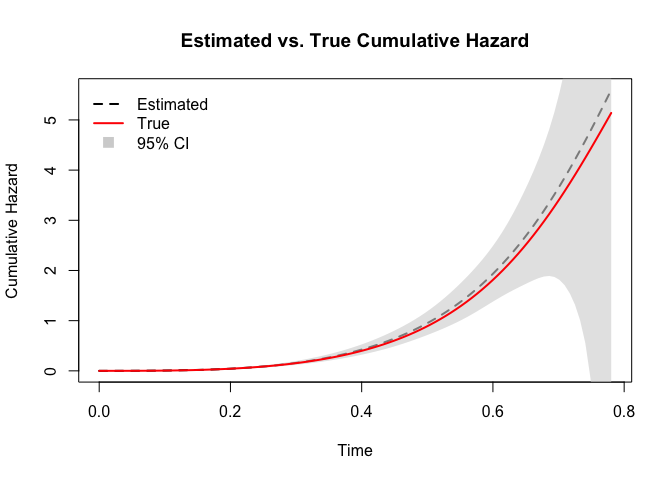 Estimated vs. True Cumulative Hazard
Estimated
True
95% CI
Cumulative Hazard
5
4
3
2
1
0
0.0 0.2 0.4 0.6 0.8
Time